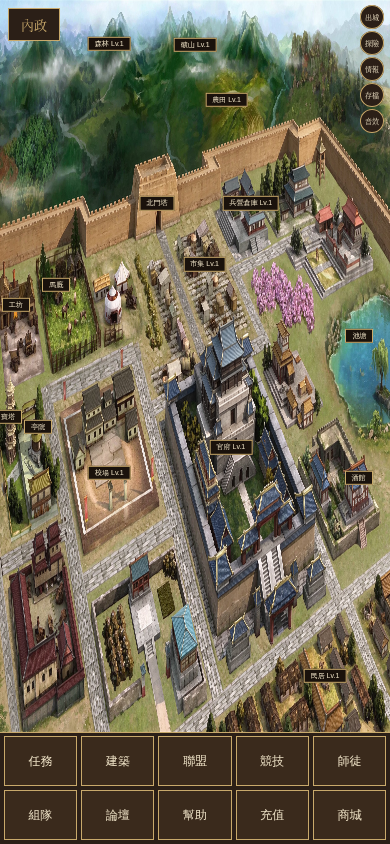 內政
出城
森林 Lv.1
礦山 Lv.1
探險
情報
農田 Lv.1
存檔
音效
北門塔
兵營倉庫 Lv.1
市集 Lv.1
馬廄
工坊
池塘
寶塔
寺院
官府 Lv.1
校場 Lv.1
酒館
民居 Lv.1
任務
建築
聯盟
競技
師徒
組隊
論壇
幫助
充值
商城